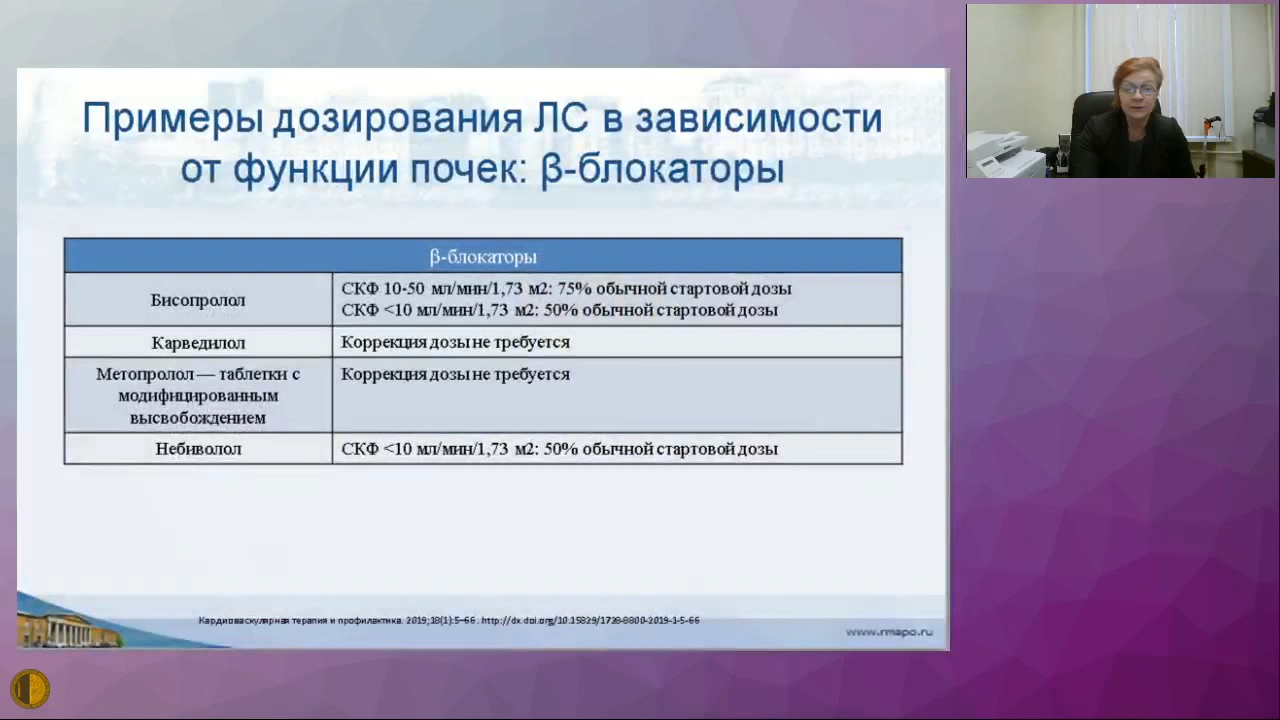 Примеры дозирования ЛС в зависимости
от функции почек: β-блокаторы
β-блокаторы
Бисопролол
СКФ 10-50 мл/мин/1,73 м2: 75% обычной стартовой дозы
СКФ <10 мл/мин/1,73 м2: 50% обычной стартовой дозы
Карведилол
Коррекция дозы не требуется
Метопролол — таблетки с
модифицированным
высвобождением
Коррекция дозы не требуется
Небиволол
СКФ <10 мл/мин/1,73 м2: 50% обычной стартовой дозы
Кардиоваскулярная терапия и профилактика. 2019;18(1):5–66. http://dx.doi.org/10.15829/1728-8800-2019-1-5-66
www.rmapo.ru